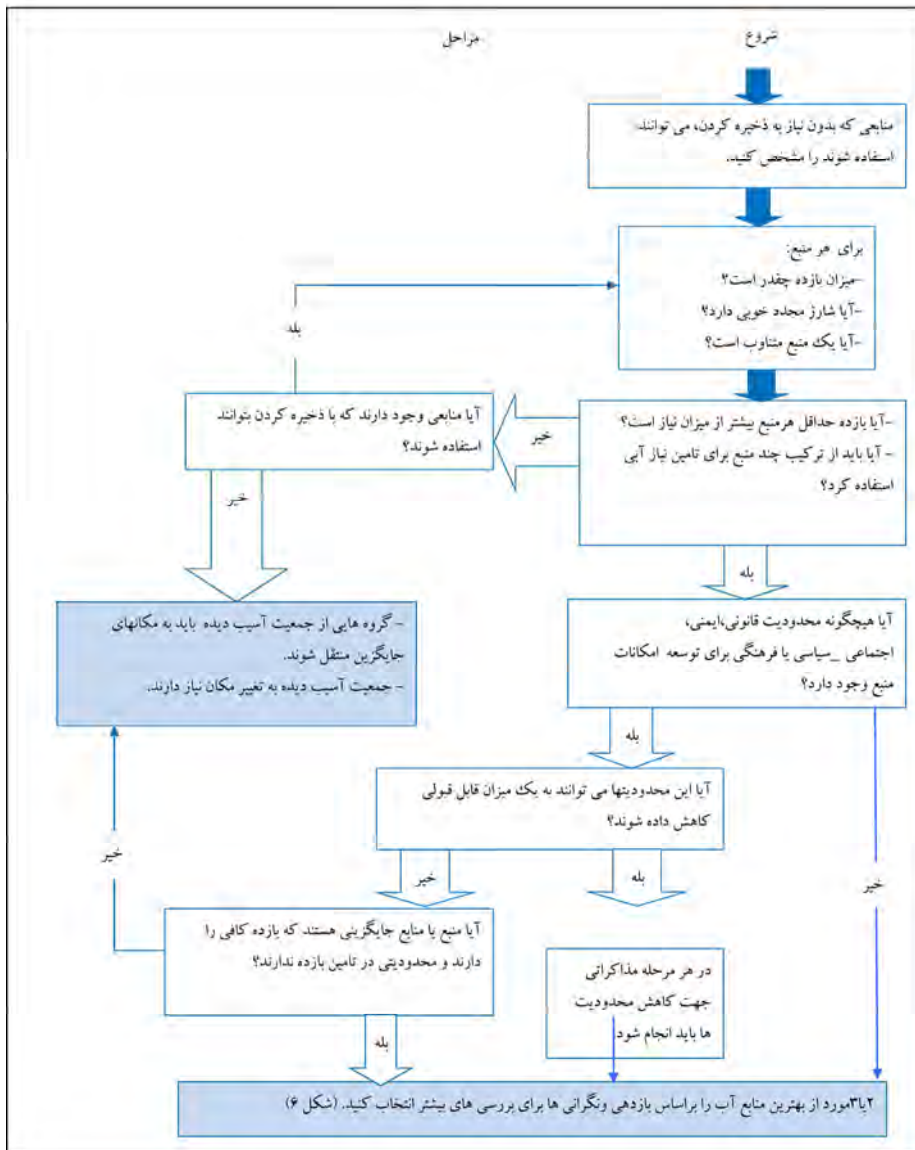 شروع
مراحل
منابعی که بدون نیاز به ذخیره کردن، می توانند
استفاده شوند را مشخص کنید.
برای هر منبع:
-میزان بازده چقدر است؟
-آیا شارژ مجدد خوبی دارد؟
-آیا یک منبع متناوب است؟
بله
-آیا بازده حداقل هرمنبع بیشتر از میزان نیاز است؟
- آیا باید از ترکیب چند منبع برای تامین نیاز آبی
استفاده کرد؟
خیر
آیا منابعی وجود دارند که با ذخیره کردن بتوانند
استفاده شوند؟
خیر
بله
- گروه هایی از جمعیت آسیب دیده باید به مکانهای
جایگزین منتقل شوند.
- جمعیت آسیب دیده به تغییر مکان نیاز دارند.
آیا هیچگونه محدودیت قانونی،ایمنی،
اجتماعی _سیاسی یا فرهنگی برای توسعه امکانات
منبع وجود دارد؟
بله
آیا این محدودیتها می توانند به یک میزان قابل قبولی
کاهش داده شوند؟
خیر
بله
خیر
خیر
آیا منبع یا منابع جایگزینی هستند که بازده کافی را
دارند و محدودیتی در تامین بازده ندارند؟
در هر مرحله مذاکراتی
جهت کاهش محدودیت
ها باید انجام شود
بله
۲یا۳مورد از بهترین منابع آب را براساس بازدهی ونگرانی ها برای بررسی های بیشتر انتخاب کنید. (شکل ۶)